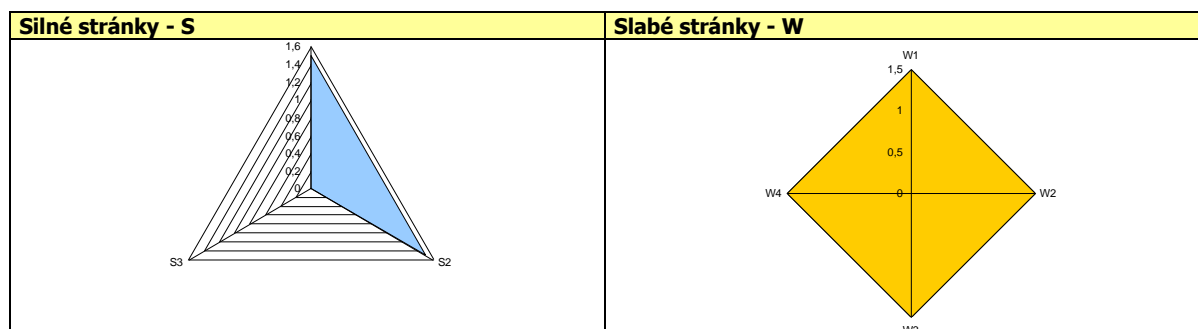 Silné stránky - S
Slabé stránky - W
1,6
1,4
1,2
1
0,8
0,6
0,4
0,2
0
S3
S2
W1
1,5
1
0,5
0
W4
W2